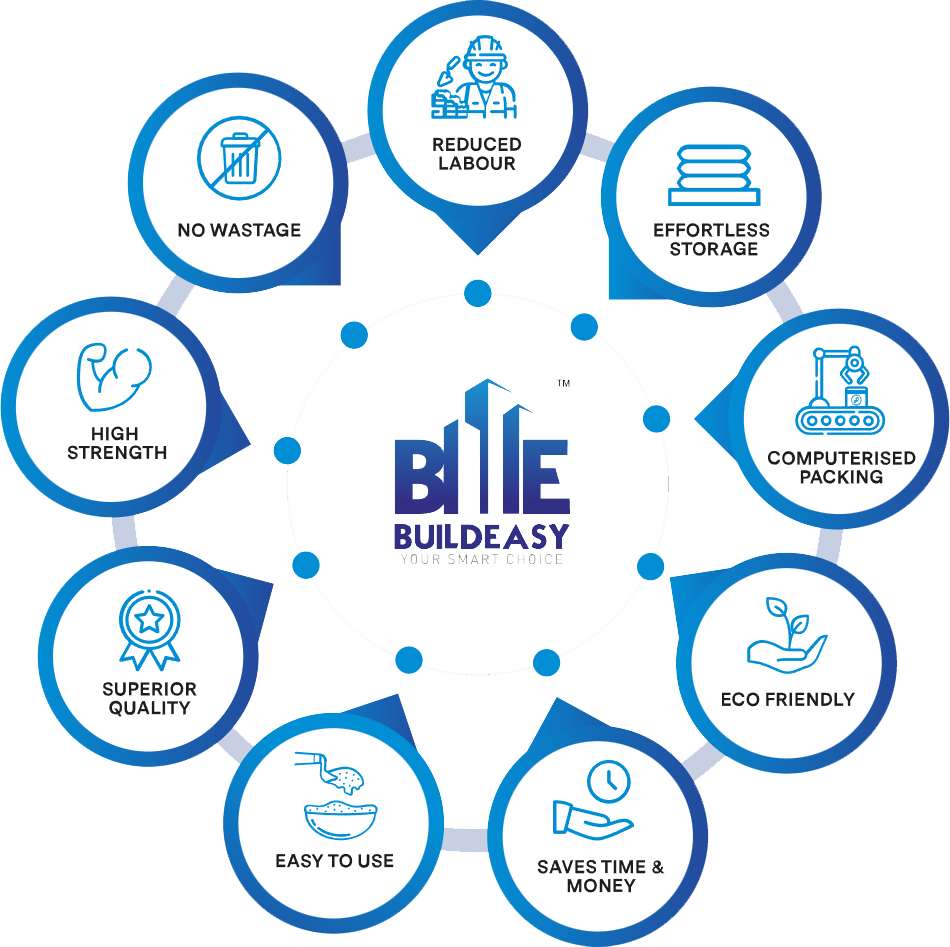 REDUCED
LABOUR
EFFORTLESS
STORAGE
COMPUTERISED
PACKING
ECO FRIENDLY
SAVES TIME &
MONEY
EASY TO USE
SUPERIOR
QUALITY
HIGH
STRENGTH
NO WASTAGE
TM
BE
BUILDEASY
YOUR SMART CHOICE